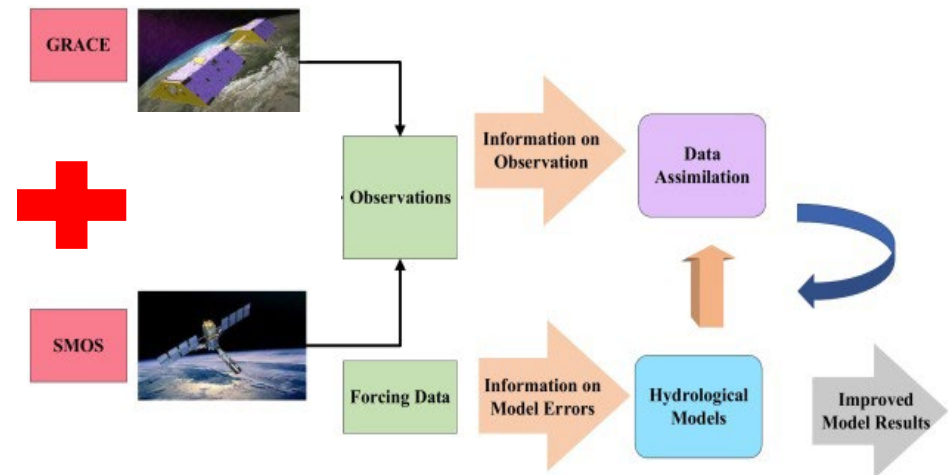 GRACE
Information on
Observation
Data
Assimilation
Observations
SMOS
Forcing Data
Information on
Model Errors
Hydrological
Models
Improved
Model Results